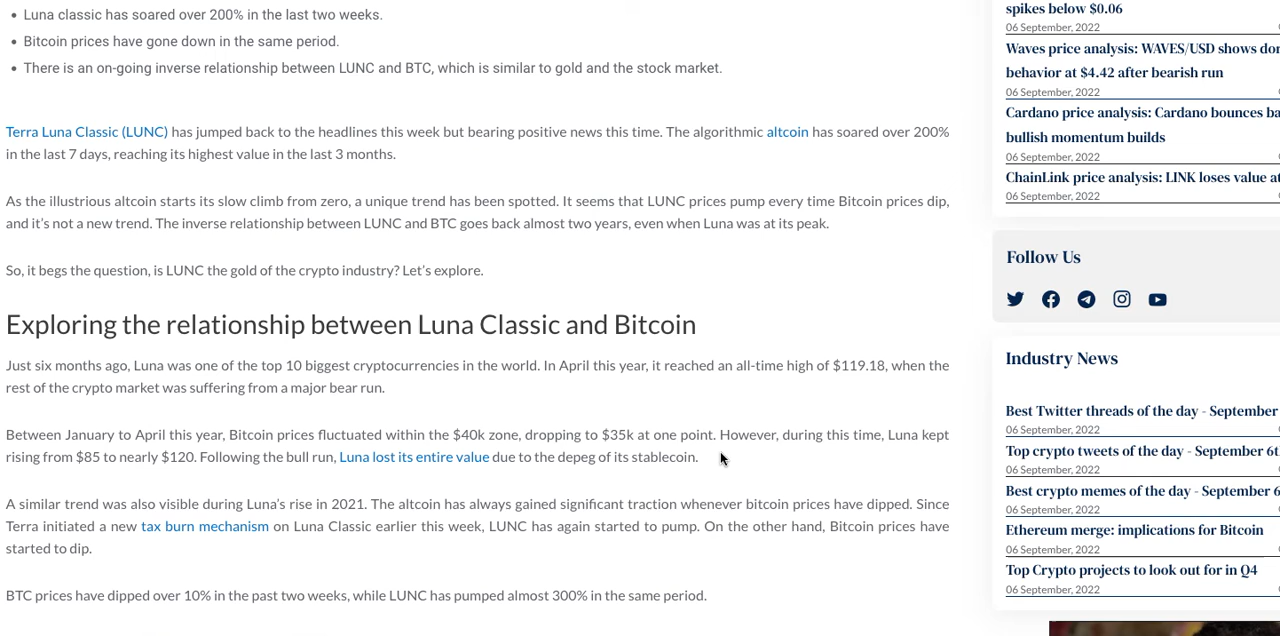 Luna classic has soared over 200% in the last two weeks.
Bitcoin prices have gone down in the same period.
There is an on-going inverse relationship between LUNC and BTC, which is similar to gold and the stock market.
Terra Luna Classic (LUNC) has jumped back to the headlines this week but bearing positive news this time. The algorithmic altcoin has soared over 200%
in the last 7 days, reaching its highest value in the last 3 months.
As the illustrious altcoin starts its slow climb from zero, a unique trend has been spotted. It seems that LUNC prices pump every time Bitcoin prices dip,
and it's not a new trend. The inverse relationship between LUNC and BTC goes back almost two years, even when Luna was at its peak.
So, it begs the question, is LUNC the gold of the crypto industry? Let's explore.
Exploring the relationship between Luna Classic and Bitcoin
Just six months ago, Luna was one of the top 10 biggest cryptocurrencies in the world. In April this year, it reached an all-time high of $119.18, when the
rest of the crypto market was suffering from a major bear run.
Between January to April this year, Bitcoin prices fluctuated within the $40k zone, dropping to $35k at one point. However, during this time, Luna kept
rising from $85 to nearly $120. Following the bull run, Luna lost its entire value due to the depeg of its stablecoin.
A similar trend was also visible during Luna's rise in 2021. The altcoin has always gained significant traction whenever bitcoin prices have dipped. Since
Terra initiated a new tax burn mechanism on Luna Classic earlier this week, LUNC has again started to pump. On the other hand, Bitcoin prices have
started to dip.
BTC prices have dipped over 10% in the past two weeks, while LUNC has pumped almost 300% in the same period.
spikes below $0.06
06 September, 2022
Waves price analysis: WAVES/USD shows
behavior at $4.42 after bearish run
06 September, 2022
Cardano price analysis: Cardano bounces
bullish momentum builds
06 September, 2022
ChainLink price analysis: LINK loses value
06 September, 2022
Follow Us
Industry News
Best Twitter threads of the day - September
06 September, 2022
Top crypto tweets of the day - September
06 September, 2022
Best crypto memes of the day - September
06 September, 2022
Ethereum merge: implications for Bitcoin
06 September, 2022
Top Crypto projects to look out for in Q4
06 September, 2022